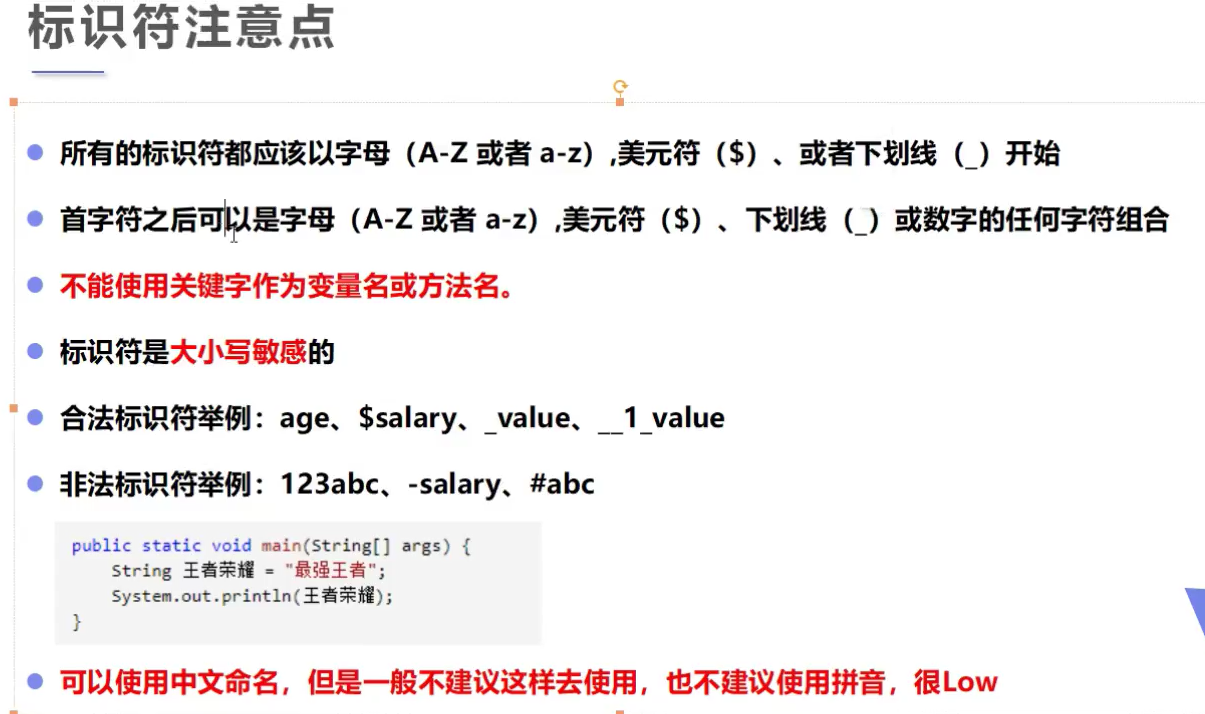 标识符注意点
所有的标识符都应该以字母（A-Z 或者 a-z）,美元符（$）、或者下划线（_）开始
首字符之后可以是字母（A-Z 或者 a-z）,美元符（$）、下划线（_）或数字的任何字符组合
不能使用关键字作为变量名或方法名。
标识符是大小写敏感的
合法标识符举例：age、$salary、_value、__1_value
非法标识符举例：123abc、-salary、#abc
public static void main(String[] args) {
    String 王者荣耀 = "最强王者";
    System.out.println(王者荣耀);
}
可以使用中文命名，但是一般不建议这样去使用，也不建议使用拼音，很Low